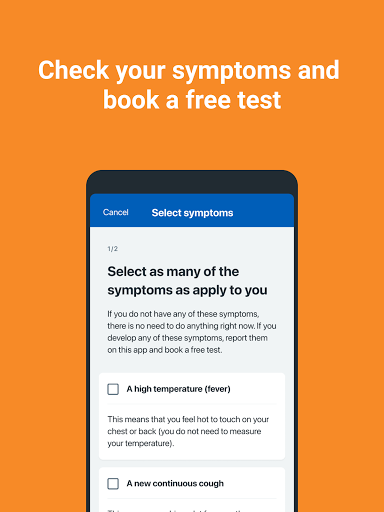 Check your symptoms and
book a free test
Cancel
Select symptoms
1/2
Select as many of the
symptoms as apply to you
If you do not have any of these symptoms,
there is no need to do anything right now. If you
develop any of these symptoms, report them
on this app and book a free test.
A high temperature (fever)
This means that you feel hot to touch on your
chest or back (you do not need to measure
your temperature).
A new continuous cough